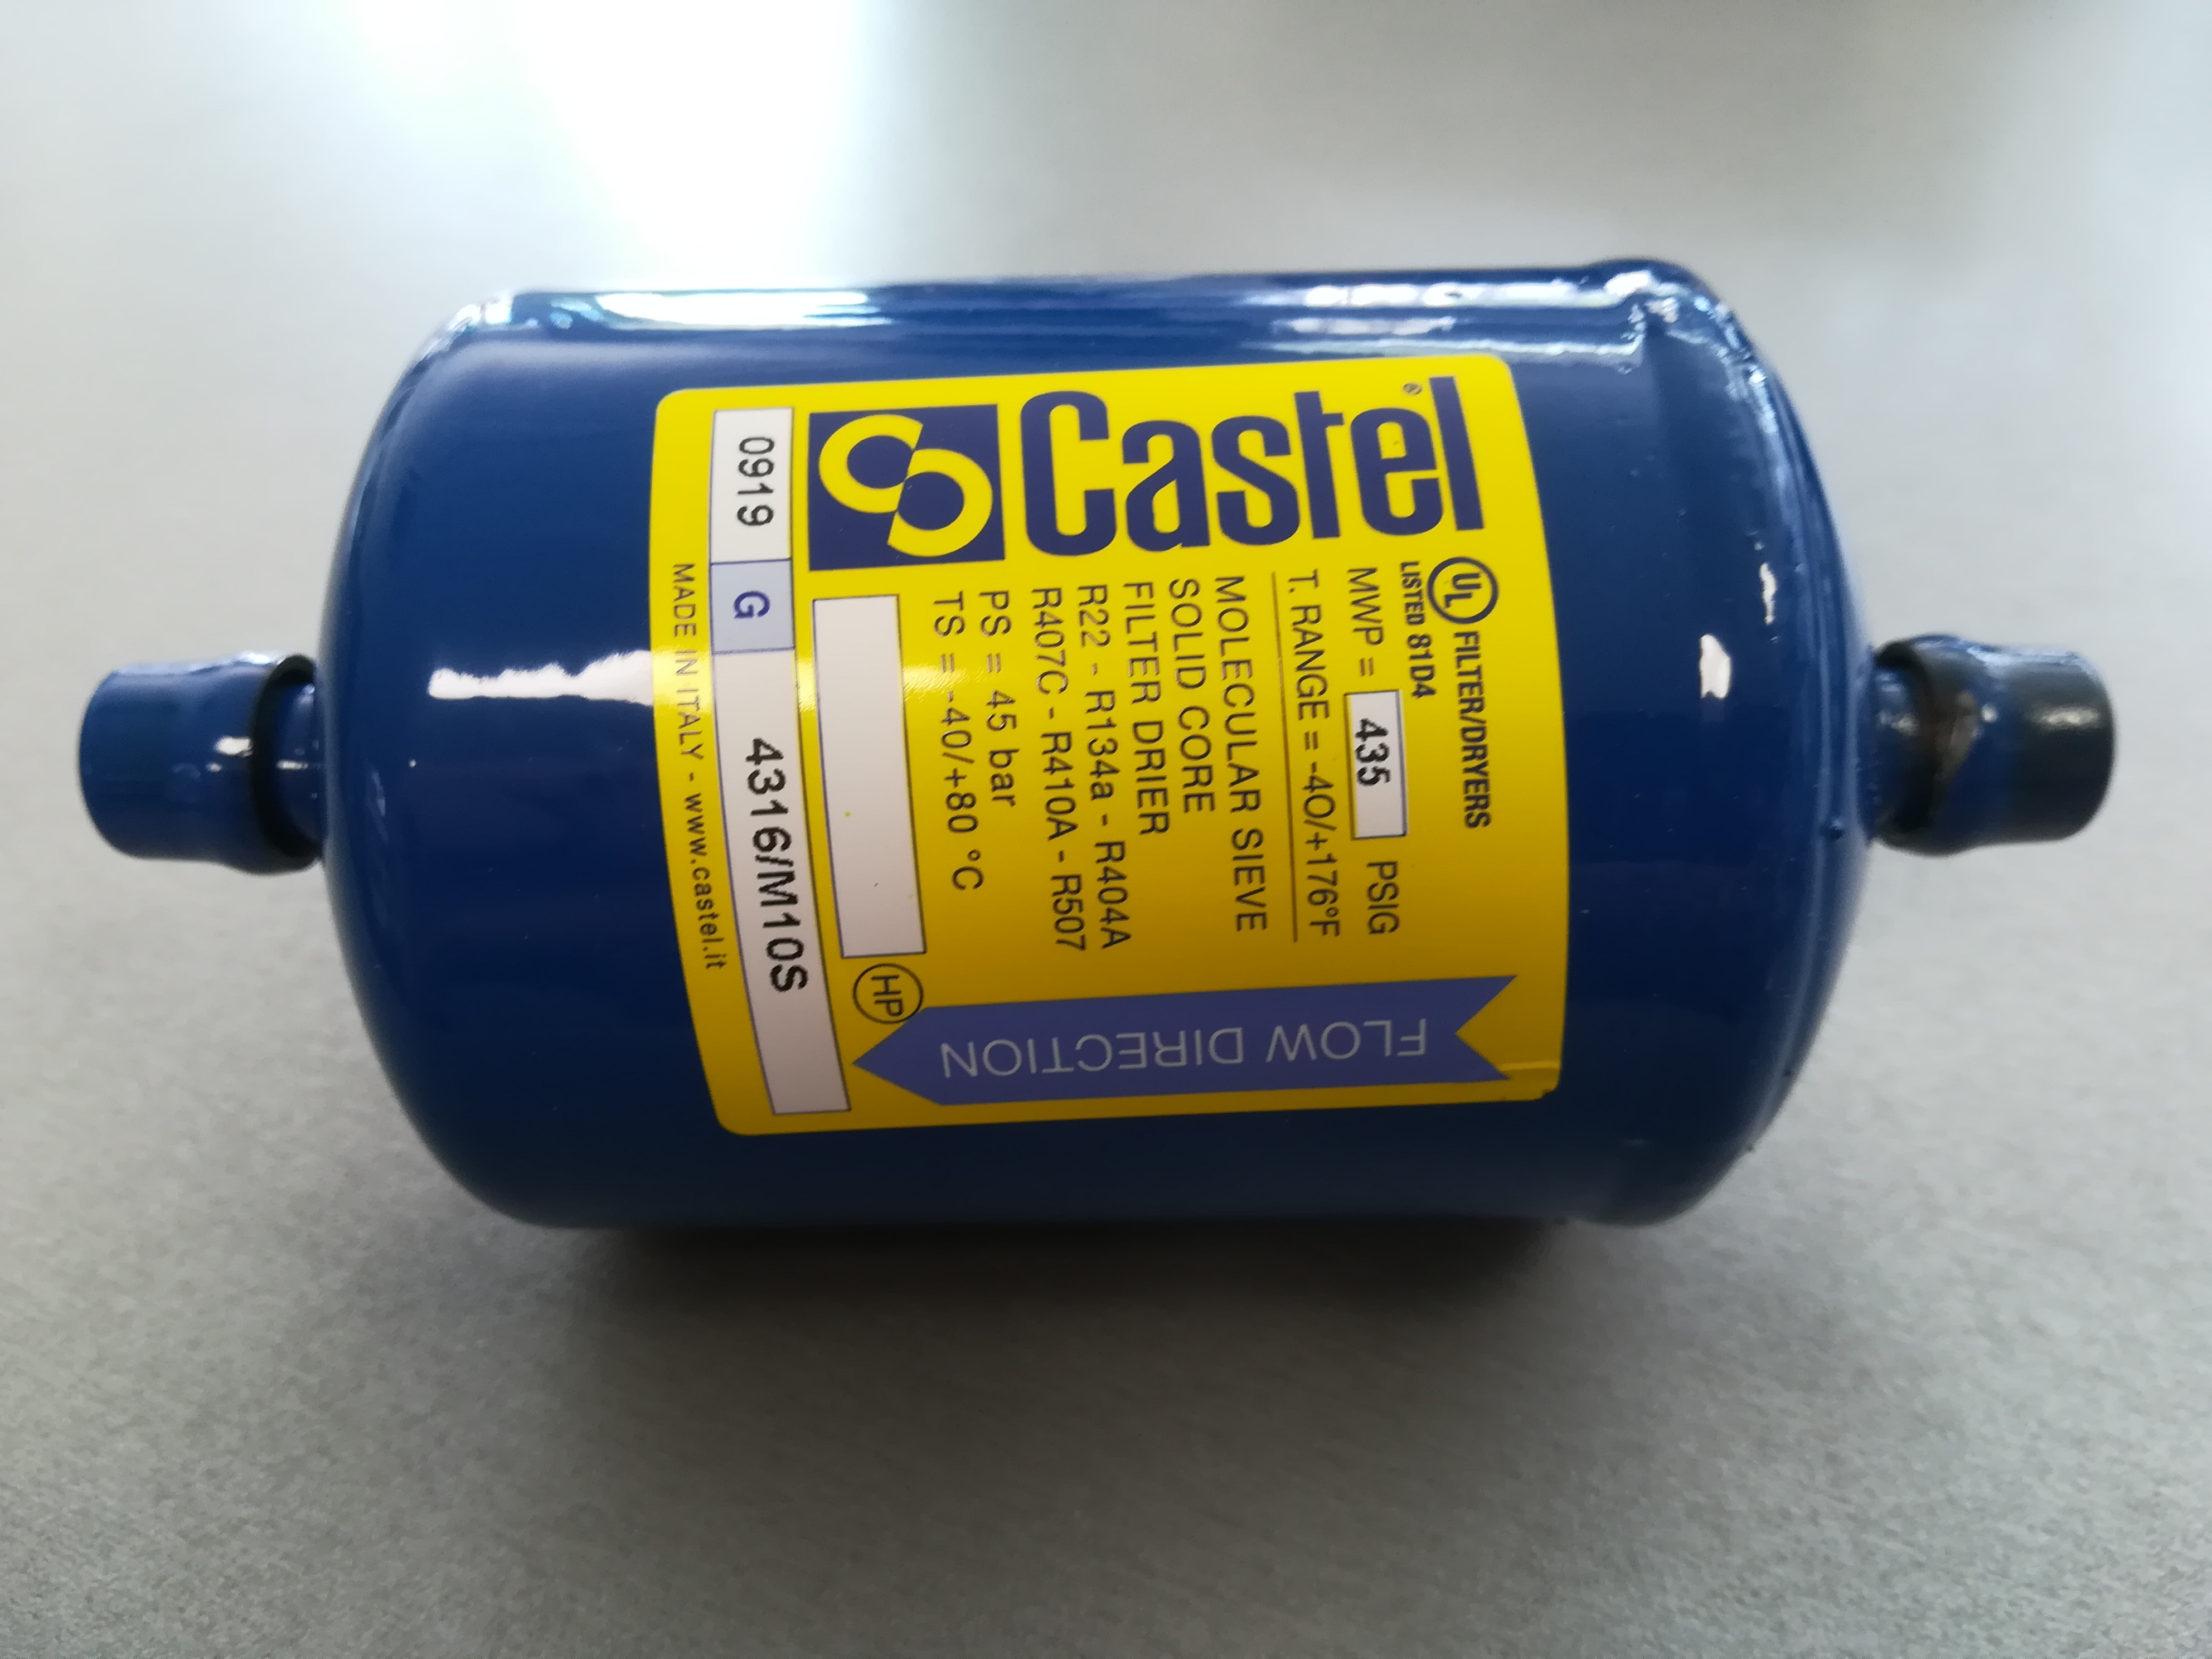 Castel®
UL FILTER/DRYERS
LISTED 81D4
MWP = 435 PSIG
T. RANGE = -40/+176°F
MOLECULAR SIEVE
SOLID CORE
FILTER DRIER
R22 - R134a - R404A
R407C - R410A - R507
PS = 45 bar
TS = -40/+80 °C
HP
FLOW DIRECTION
0919 G 4316/M10S
MADE IN ITALY - www.castel.it